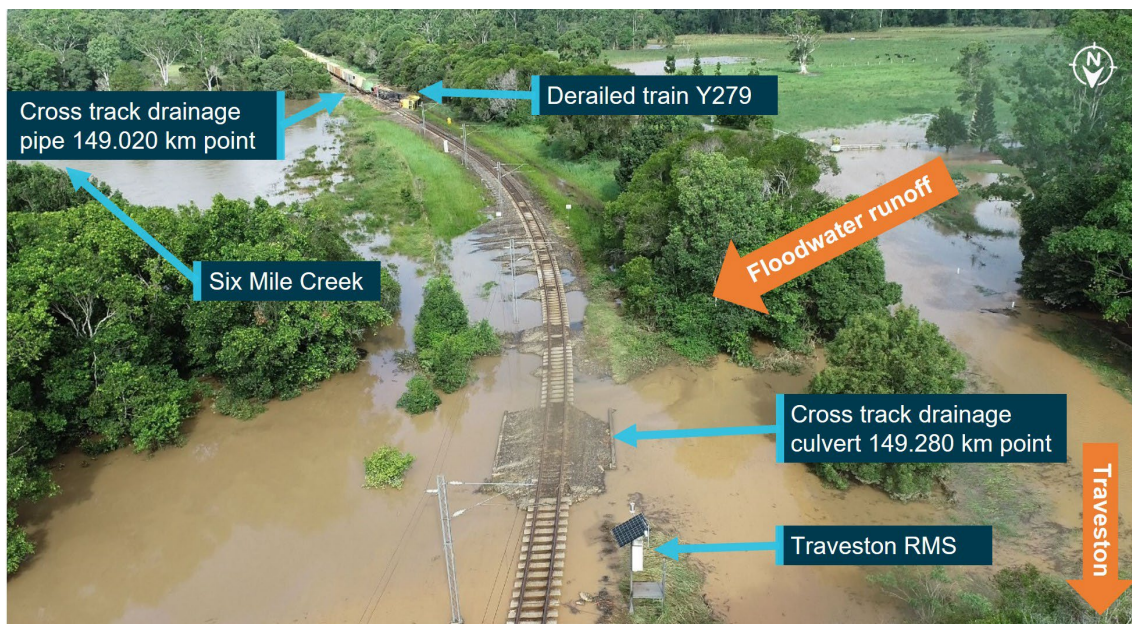 N
Derailed train Y279
Cross track drainage
pipe 149.020 km point
Floodwater runoff
Six Mile Creek
Cross track drainage
culvert 149.280 km point
Traveston RMS
Traveston